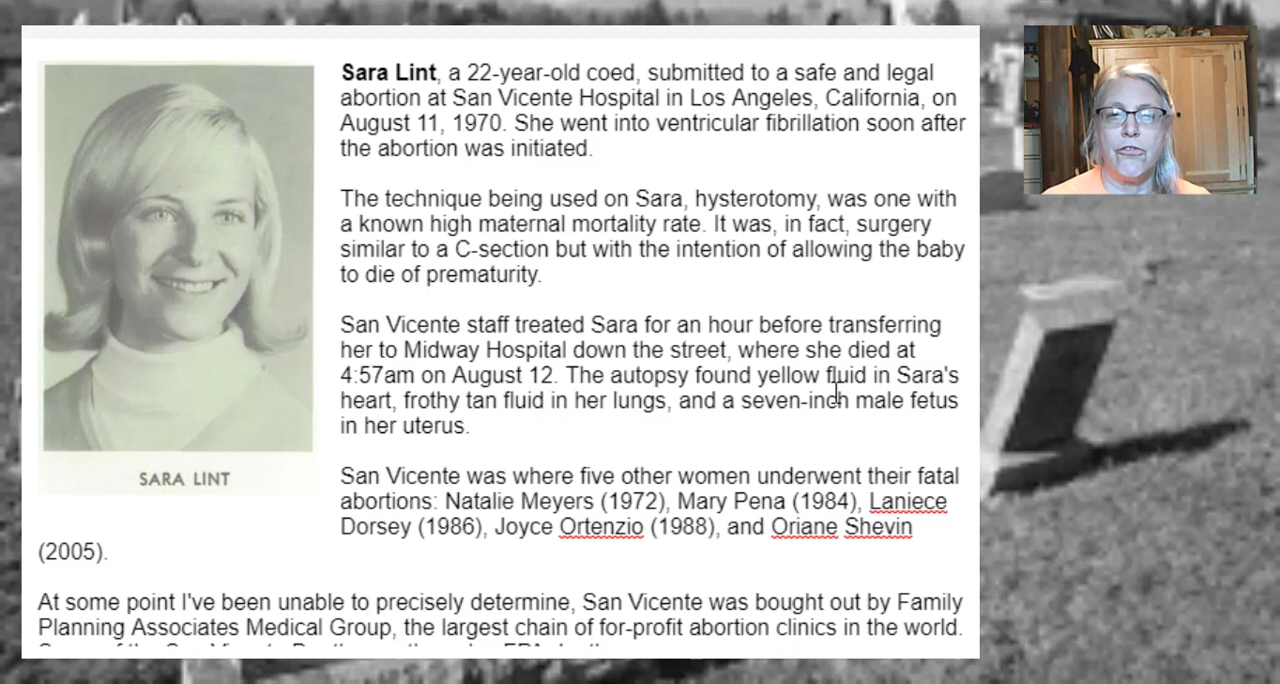 Sara Lint, a 22-year-old coed, submitted to a safe and legal
abortion at San Vicente Hospital in Los Angeles, California, on
August 11, 1970. She went into ventricular fibrillation soon after
the abortion was initiated.
The technique being used on Sara, hysterotomy, was one with
a known high maternal mortality rate. It was, in fact, surgery
similar to a C-section but with the intention of allowing the baby
to die of prematurity.
San Vicente staff treated Sara for an hour before transferring
her to Midway Hospital down the street, where she died at
4:57am on August 12. The autopsy found yellow fluid in Sara's
heart, frothy tan fluid in her lungs, and a seven-inch male fetus
in her uterus.
SARA LINT
San Vicente was where five other women underwent their fatal
abortions: Natalie Meyers (1972), Mary Pena (1984), Laniece
Dorsey (1986), Joyce Ortenzio (1988), and Oriane Shevin
(2005).
At some point I've been unable to precisely determine, San Vicente was bought out by Family
Planning Associates Medical Group, the largest chain of for-profit abortion clinics in the world.